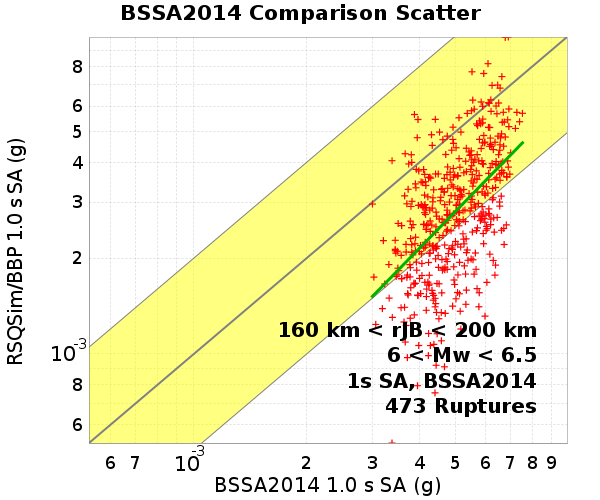 BSSA2014 Comparison Scatter
RSQSim/BBP 1.0 s SA (g)
8
6
5
4
3
2
10-3
8
6
160 km < rJB < 200 km
6 < Mw < 6.5
1s SA, BSSA2014
473 Ruptures
6 7 10-3 2 3 4 5 6 7 8 9
BSSA2014 1.0 s SA (g)